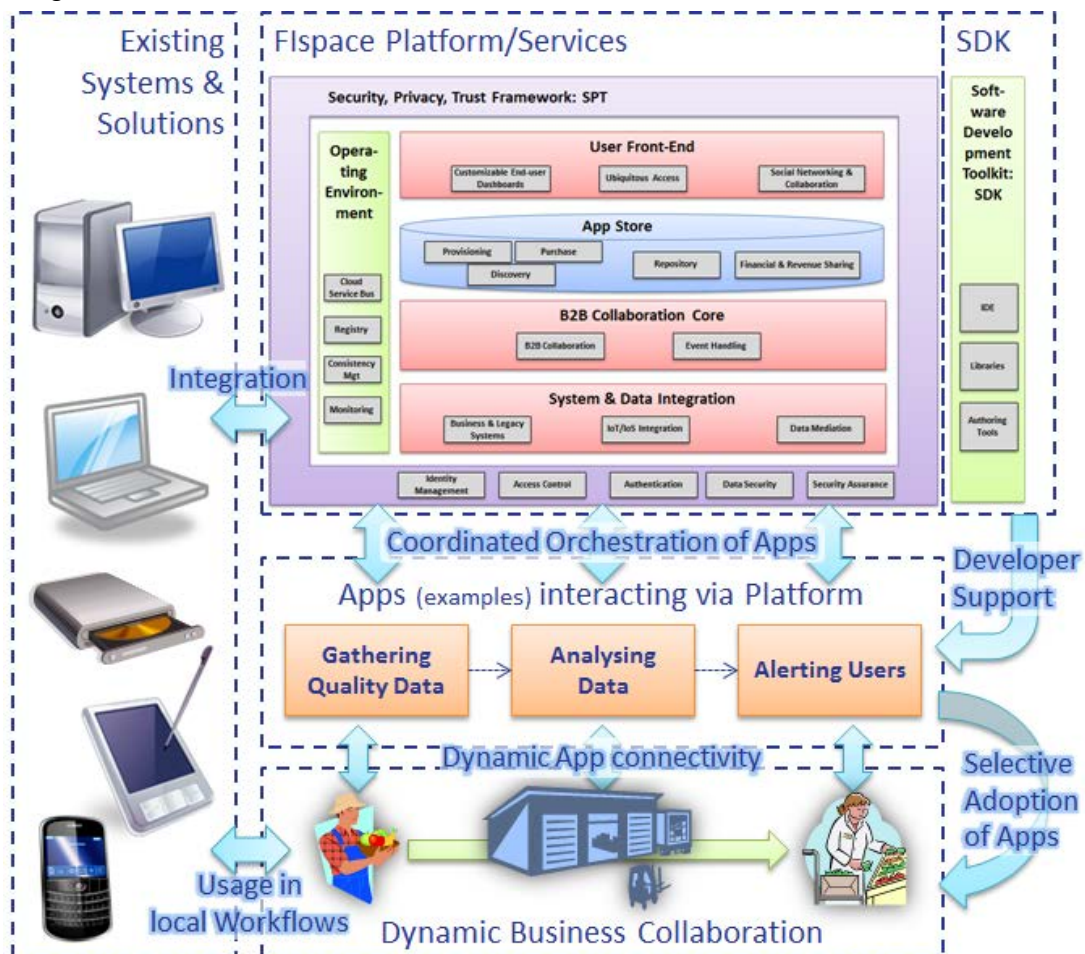 Existing
Systems &
Solutions
FIspace Platform/Services
SDK
Security, Privacy, Trust Framework: SPT
Opera-
ting
Environ-
ment
Cloud
Service Bus
Registry
Consistency
Mgt
Monitoring
User Front-End
Customizable End-user
Dashboards
Ubiquitous Access
Social Networking &
Collaboration
App Store
Provisioning
Purchase
Discovery
Repository
Financial & Revenue Sharing
B2B Collaboration Core
B2B Collaboration
Event Handling
System & Data Integration
Business & Legacy
Systems
IoT/IoS Integration
Data Mediation
Identity
Management
Access Control
Authentication
Data Security
Security Assurance
Soft-
ware
Develo
pment
Toolkit:
SDK
IDE
Libraries
Authoring
Tools
Integration
Coordinated Orchestration of Apps
Developer
Support
Apps (examples) interacting via Platform
Gathering
Quality Data
Analysing
Data
Alerting Users
Dynamic App connectivity
Selective
Adoption
of Apps
Usage in
local Workflows
Dynamic Business Collaboration